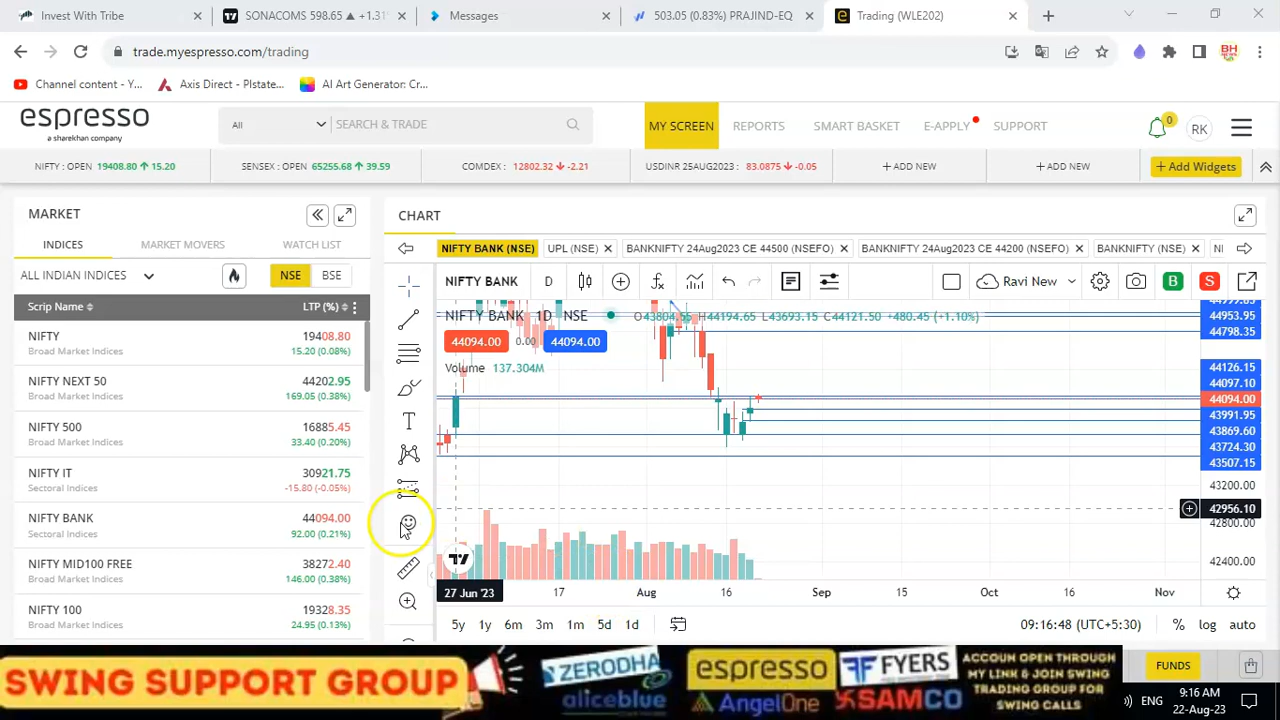 Invest With Tribe
SONACOMS 598.65 ▲ +1.31
Messages
503.05 (0.83%) PRAJIND-EQ
Trading (WLE202)
trade.myespresso.com/trading
BH
Channel content - Y...
Axis Direct - Plstate...
AI Art Generator: Cr...
espresso
a sharekhan company
All
SEARCH & TRADE
MY SCREEN
REPORTS
SMART BASKET
E-APPLY
SUPPORT
0
RK
NIFTY : OPEN 19408.80 ↑ 15.20
SENSEX : OPEN 65255.68 ↑ 39.59
COMDEX : 12802.32 ↓ -2.21
USDINR 25AUG2023 : 83.0875 ↓ -0.05
+ ADD NEW
+ ADD NEW
+ Add Widgets
MARKET
INDICES
MARKET MOVERS
WATCH LIST
ALL INDIAN INDICES
NSE
BSE
Scrip Name
LTP (%)
NIFTY 19408.80
Broad Market Indices 15.20 (0.08%)
NIFTY NEXT 50 44202.95
Broad Market Indices 169.05 (0.38%)
NIFTY 500 16885.45
Broad Market Indices 33.40 (0.20%)
NIFTY IT 30921.75
Sectoral Indices -15.80 (-0.05%)
NIFTY BANK 44094.00
Sectoral Indices 92.00 (0.21%)
NIFTY MID100 FREE 38272.40
Broad Market Indices 146.00 (0.38%)
NIFTY 100 19328.35
Broad Market Indices 24.95 (0.13%)
CHART
NIFTY BANK (NSE)
UPL (NSE)
BANKNIFTY 24Aug2023 CE 44500 (NSEFO)
BANKNIFTY 24Aug2023 CE 44200 (NSEFO)
BANKNIFTY (NSE)
NI
NIFTY BANK
D
Ravi New
B
S
NIFTY BANK 1D NSE
O43804.55 H44194.65 L43693.15 C44121.50 +480.45 (+1.10%)
44094.00 0.00 44094.00
Volume 137.304M
44953.95
44798.35
44126.15
44097.10
44094.00
43991.95
43869.60
43724.30
43507.15
43200.00
42956.10
42800.00
42400.00
27 Jun '23
17
Aug
16
Sep
15
Oct
16
Nov
5y 1y 6m 3m 1m 5d 1d
09:16:48 (UTC+5:30)
% log auto
SWING SUPPORT GROUP
ZERODHA
aliceblue
espresso
AngelOne
FYERS
SAMCO
ACCOUN OPEN THROUGH
MY LINK & JOIN SWING
TRADING GROUP FOR
SWING CALLS
FUNDS
ENG
9:16 AM
22-Aug-23